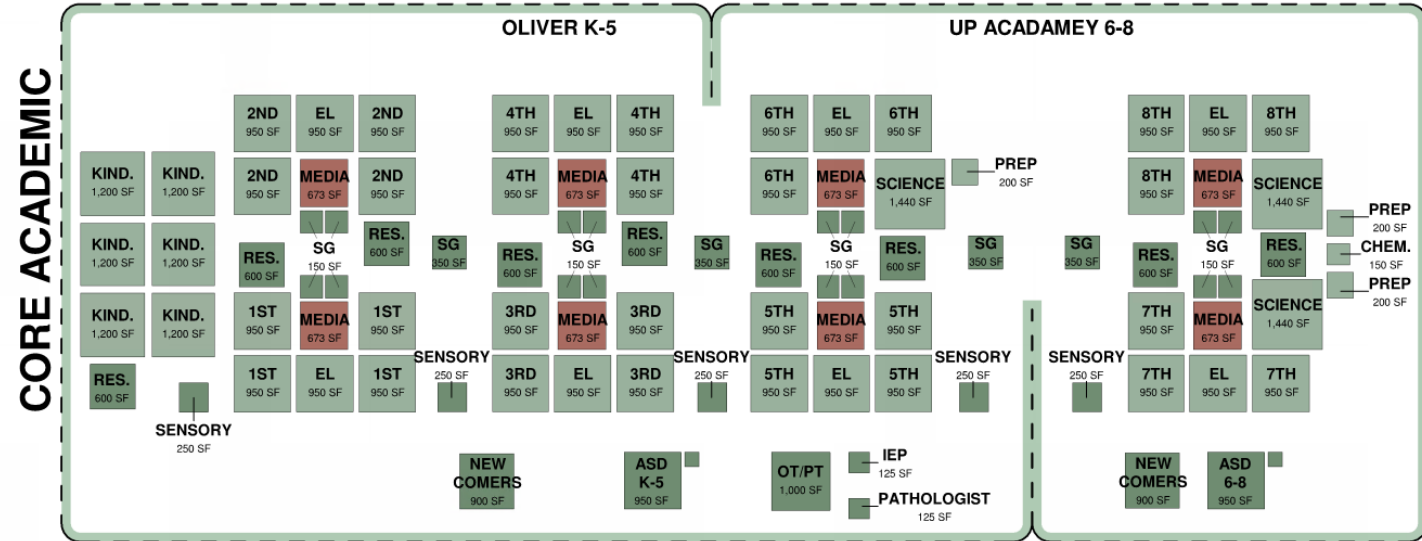 OLIVER K-5
UP ACADAMEY 6-8
CORE ACADEMIC
2ND EL 2ND
950 SF 950 SF 950 SF
4TH EL 4TH
950 SF 950 SF 950 SF
6TH EL 6TH
950 SF 950 SF 950 SF
8TH EL 8TH
950 SF 950 SF 950 SF
KIND. KIND.
1,200 SF 1,200 SF
2ND MEDIA 2ND
950 SF 673 SF 950 SF
4TH MEDIA 4TH
950 SF 673 SF 950 SF
6TH MEDIA SCIENCE
950 SF 673 SF 1,440 SF
PREP
200 SF
8TH MEDIA SCIENCE
950 SF 673 SF 1,440 SF
PREP
200 SF
KIND. KIND.
1,200 SF 1,200 SF
RES. SG RES. SG
600 SF 150 SF 600 SF 350 SF
RES. SG RES. SG
600 SF 150 SF 600 SF 350 SF
RES. SG RES. SG
600 SF 150 SF 600 SF 350 SF
SG RES. SG RES.
350 SF 600 SF 150 SF 600 SF
CHEM.
150 SF
PREP
200 SF
KIND. KIND.
1,200 SF 1,200 SF
1ST MEDIA 1ST
950 SF 673 SF 950 SF
3RD MEDIA 3RD
950 SF 673 SF 950 SF
5TH MEDIA 5TH
950 SF 673 SF 950 SF
7TH MEDIA SCIENCE
950 SF 673 SF 1,440 SF
RES.
600 SF
SENSORY
250 SF
1ST EL 1ST
950 SF 950 SF 950 SF
SENSORY
250 SF
3RD EL 3RD
950 SF 950 SF 950 SF
SENSORY
250 SF
5TH EL 5TH
950 SF 950 SF 950 SF
SENSORY
250 SF
SENSORY
250 SF
7TH EL 7TH
950 SF 950 SF 950 SF
NEW
COMERS
900 SF
ASD
K-5
950 SF
OT/PT
1,000 SF
IEP
125 SF
PATHOLOGIST
125 SF
NEW
COMERS
900 SF
ASD
6-8
950 SF